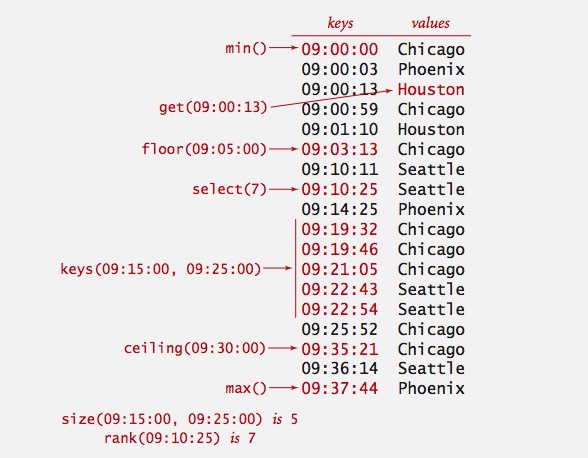 keys values
min() 09:00:00 Chicago
09:00:03 Phoenix
09:00:13 Houston
get(09:00:13)
09:00:59 Chicago
09:01:10 Houston
floor(09:05:00) 09:03:13 Chicago
09:10:11 Seattle
select(7) 09:10:25 Seattle
09:14:25 Phoenix
09:19:32 Chicago
09:19:46 Chicago
keys(09:15:00, 09:25:00) 09:21:05 Chicago
09:22:43 Seattle
09:22:54 Seattle
09:25:52 Chicago
ceiling(09:30:00) 09:35:21 Chicago
09:36:14 Seattle
max() 09:37:44 Phoenix
size(09:15:00, 09:25:00) is 5
rank(09:10:25) is 7